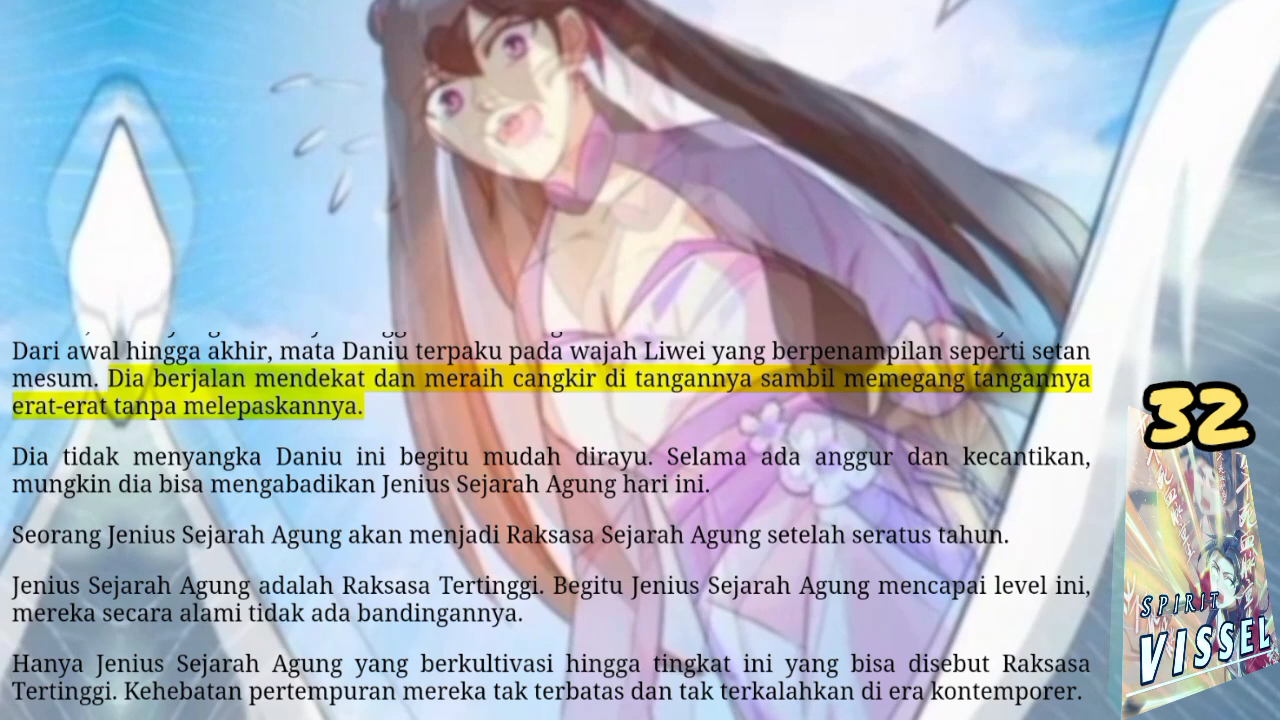 Dari awal hingga akhir, mata Daniu terpaku pada wajah Liwei yang berpenampilan seperti setan
mesum. Dia berjalan mendekat dan meraih cangkir di tangannya sambil memegang tangannya
erat-erat tanpa melepaskannya.
Dia tidak menyangka Daniu ini begitu mudah dirayu. Selama ada anggur dan kecantikan,
mungkin dia bisa mengabadikan Jenius Sejarah Agung hari ini.
Seorang Jenius Sejarah Agung akan menjadi Raksasa Sejarah Agung setelah seratus tahun.
Jenius Sejarah Agung adalah Raksasa Tertinggi. Begitu Jenius Sejarah Agung mencapai level ini,
mereka secara alami tidak ada bandingannya.
Hanya Jenius Sejarah Agung yang berkultivasi hingga tingkat ini yang bisa disebut Raksasa
Tertinggi. Kehebatan pertempuran mereka tak terbatas dan tak terkalahkan di era kontemporer.
32
SPIRIT
VISSEL